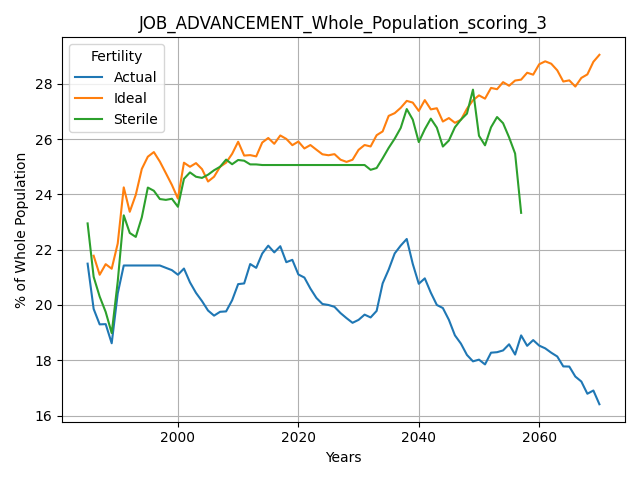 JOB_ADVANCEMENT_Whole_Population_scoring_3
Fertility
Actual
Ideal
Sterile
% of Whole Population
28
26
24
22
20
18
16
2000
2020
2040
2060
Years